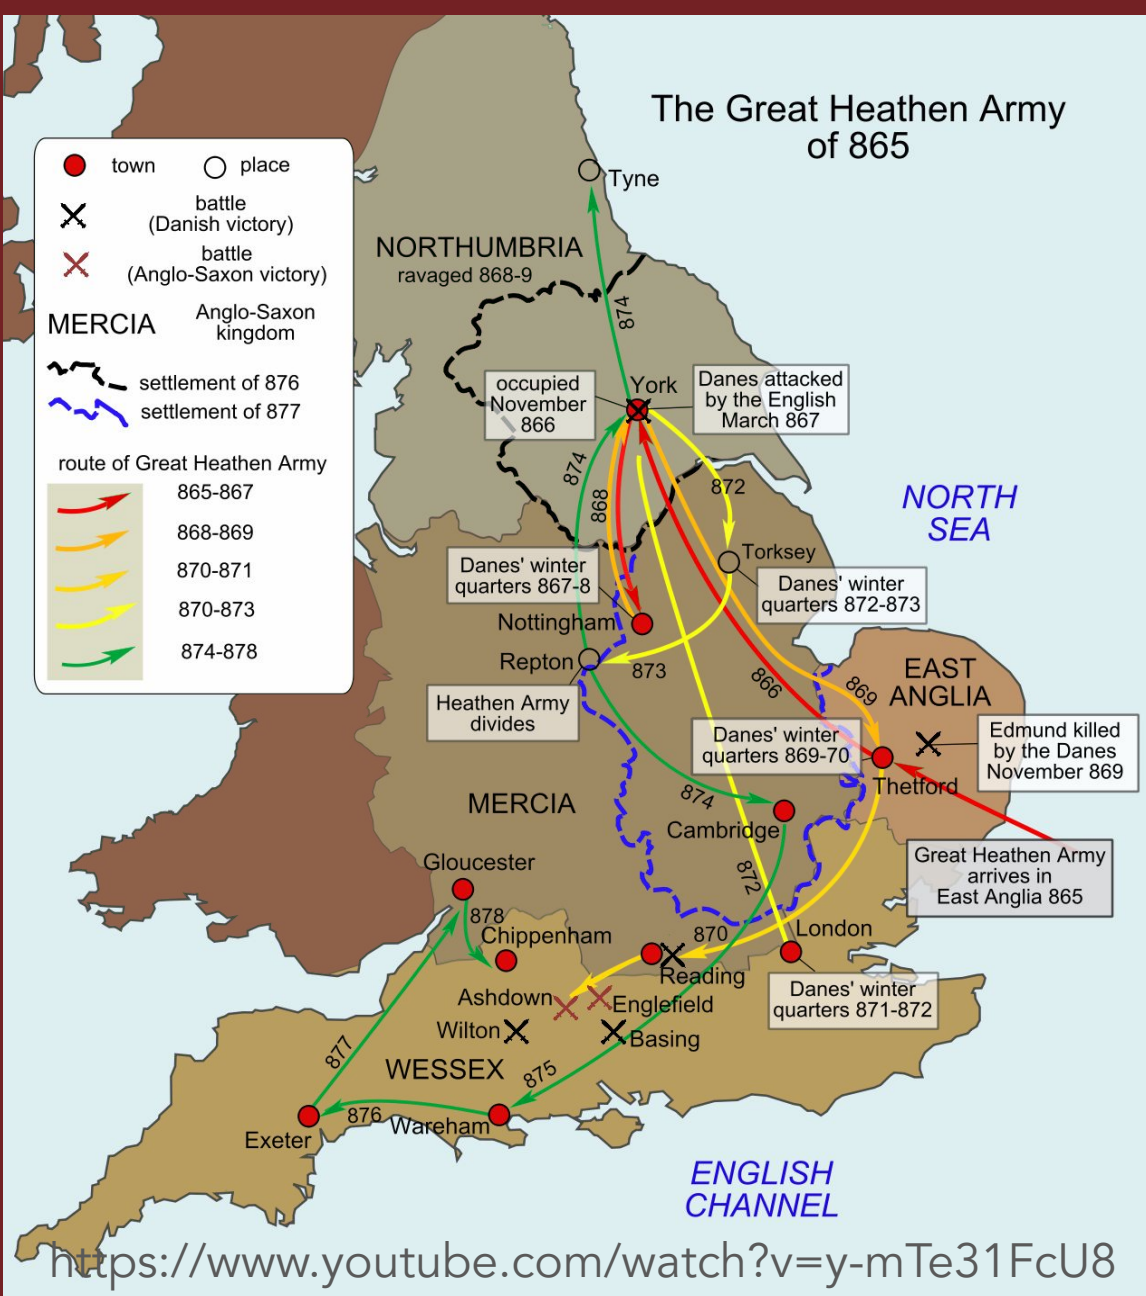 The Great Heathen Army
of 865
town
place
battle
(Danish victory)
battle
(Anglo-Saxon victory)
MERCIA
Anglo-Saxon
kingdom
settlement of 876
settlement of 877
route of Great Heathen Army
865-867
868-869
870-871
870-873
874-878
Tyne
NORTHUMBRIA
ravaged 868-9
874
occupied
November
866
York
Danes attacked
by the English
March 867
874
868
872
NORTH
SEA
Torksey
Danes' winter
quarters 867-8
Danes' winter
quarters 872-873
Nottingham
Repton
873
866
869
EAST
ANGLIA
Heathen Army
divides
Danes' winter
quarters 869-70
Edmund killed
by the Danes
November 869
Thetford
MERCIA
874
Cambridge
Great Heathen Army
arrives in
East Anglia 865
Gloucester
872
878
Chippenham
870
London
Reading
Ashdown
Englefield
Danes' winter
quarters 871-872
Wilton
Basing
877
WESSEX
875
876
Wareham
Exeter
ENGLISH
CHANNEL
https://www.youtube.com/watch?v=y-mTe31FcU8